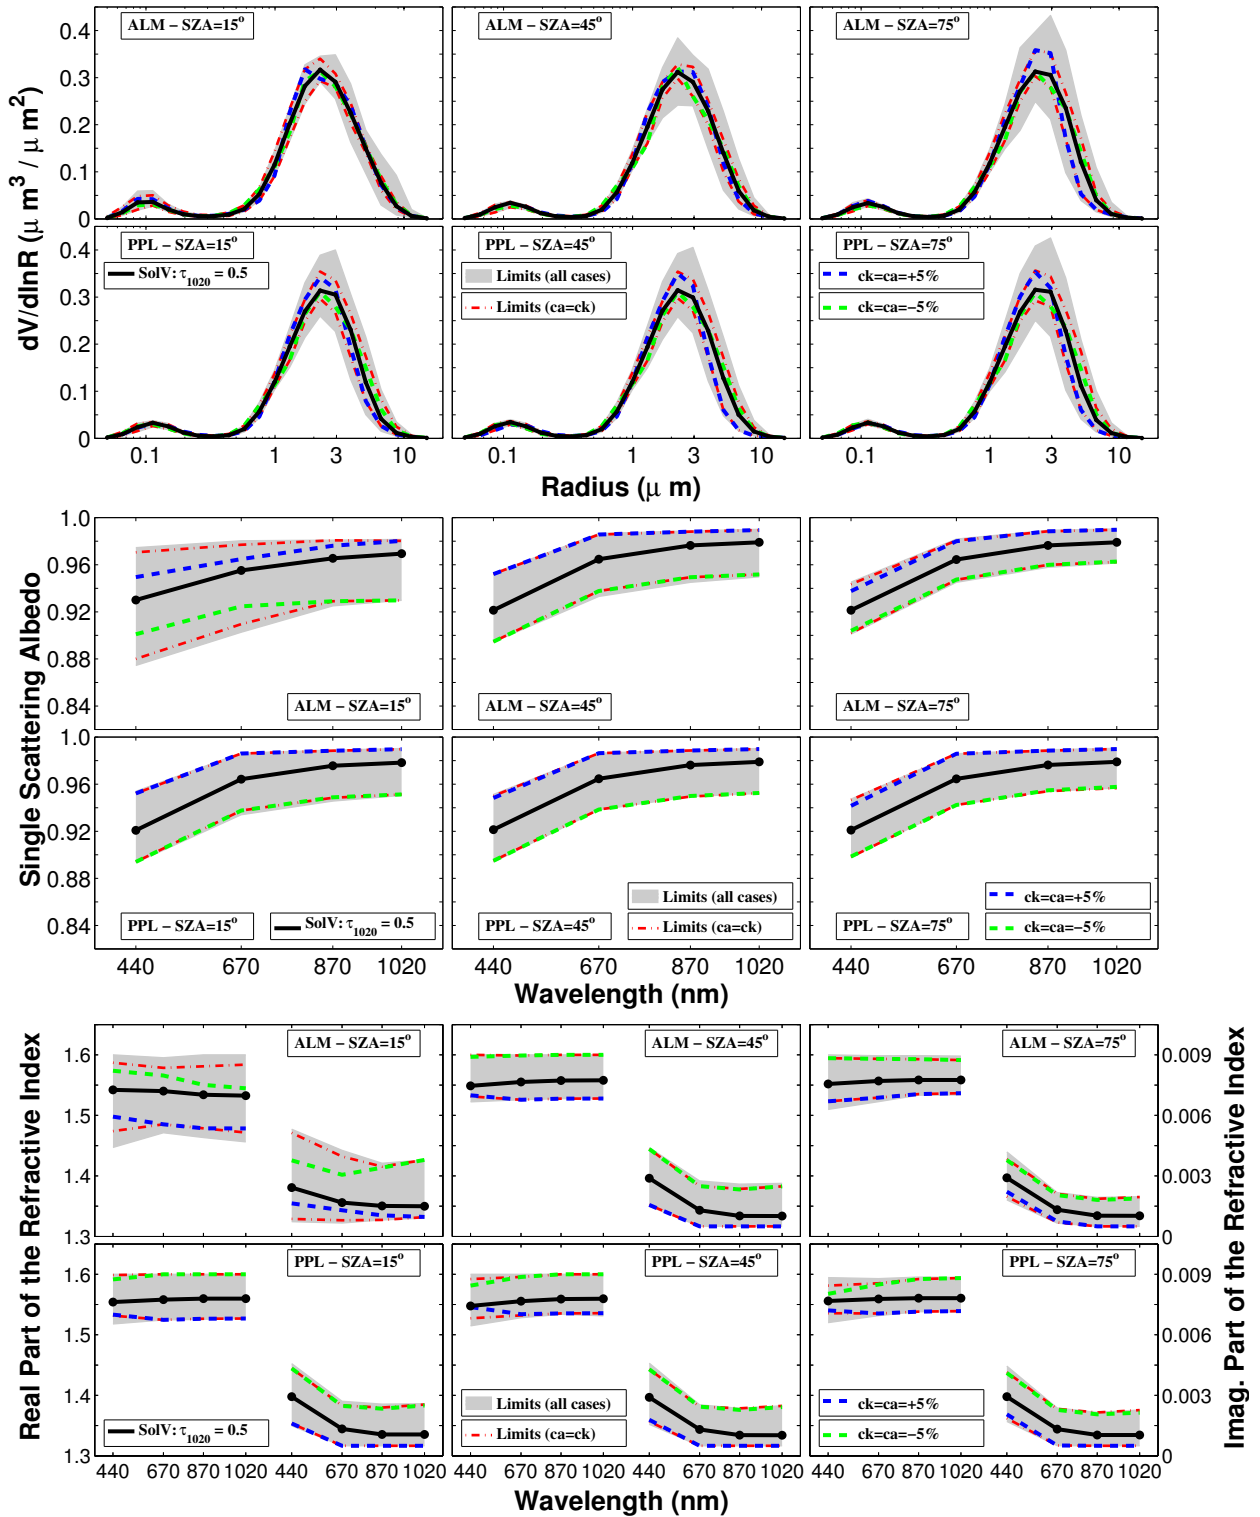 ALM − SZA=15°
ALM − SZA=45°
ALM − SZA=75°
0.4
0.3
0.2
0.1
0
PPL − SZA=15°
PPL − SZA=45°
PPL − SZA=75°
SolV: τ1020 = 0.5
Limits (all cases)
Limits (ca=ck)
ck=ca=+5%
ck=ca=−5%
0.4
0.3
0.2
0.1
0
dV/dlnR (μ m³ / μ m²)
0.1 1 3 10
0.1 1 3 10
0.1 1 3 10
Radius (μ m)
1.0
0.96
0.92
0.88
0.84
ALM − SZA=15°
ALM − SZA=45°
ALM − SZA=75°
1.0
0.96
0.92
0.88
0.84
Single Scattering Albedo
Limits (all cases)
ck=ca=+5%
PPL − SZA=15°
SolV: τ1020 = 0.5
PPL − SZA=45°
Limits (ca=ck)
PPL − SZA=75°
ck=ca=−5%
440 670 870 1020
440 670 870 1020
440 670 870 1020
Wavelength (nm)
ALM − SZA=15°
ALM − SZA=45°
ALM − SZA=75°
1.6
1.5
1.4
1.3
0.009
0.006
0.003
0
PPL − SZA=15°
PPL − SZA=45°
PPL − SZA=75°
1.6
1.5
1.4
1.3
0.009
0.006
0.003
0
Real Part of the Refractive Index
Imag. Part of the Refractive Index
SolV: τ1020 = 0.5
Limits (all cases)
Limits (ca=ck)
ck=ca=+5%
ck=ca=−5%
440 670 870 1020 440 670 870 1020
440 670 870 1020 440 670 870 1020
440 670 870 1020 440 670 870 1020
Wavelength (nm)